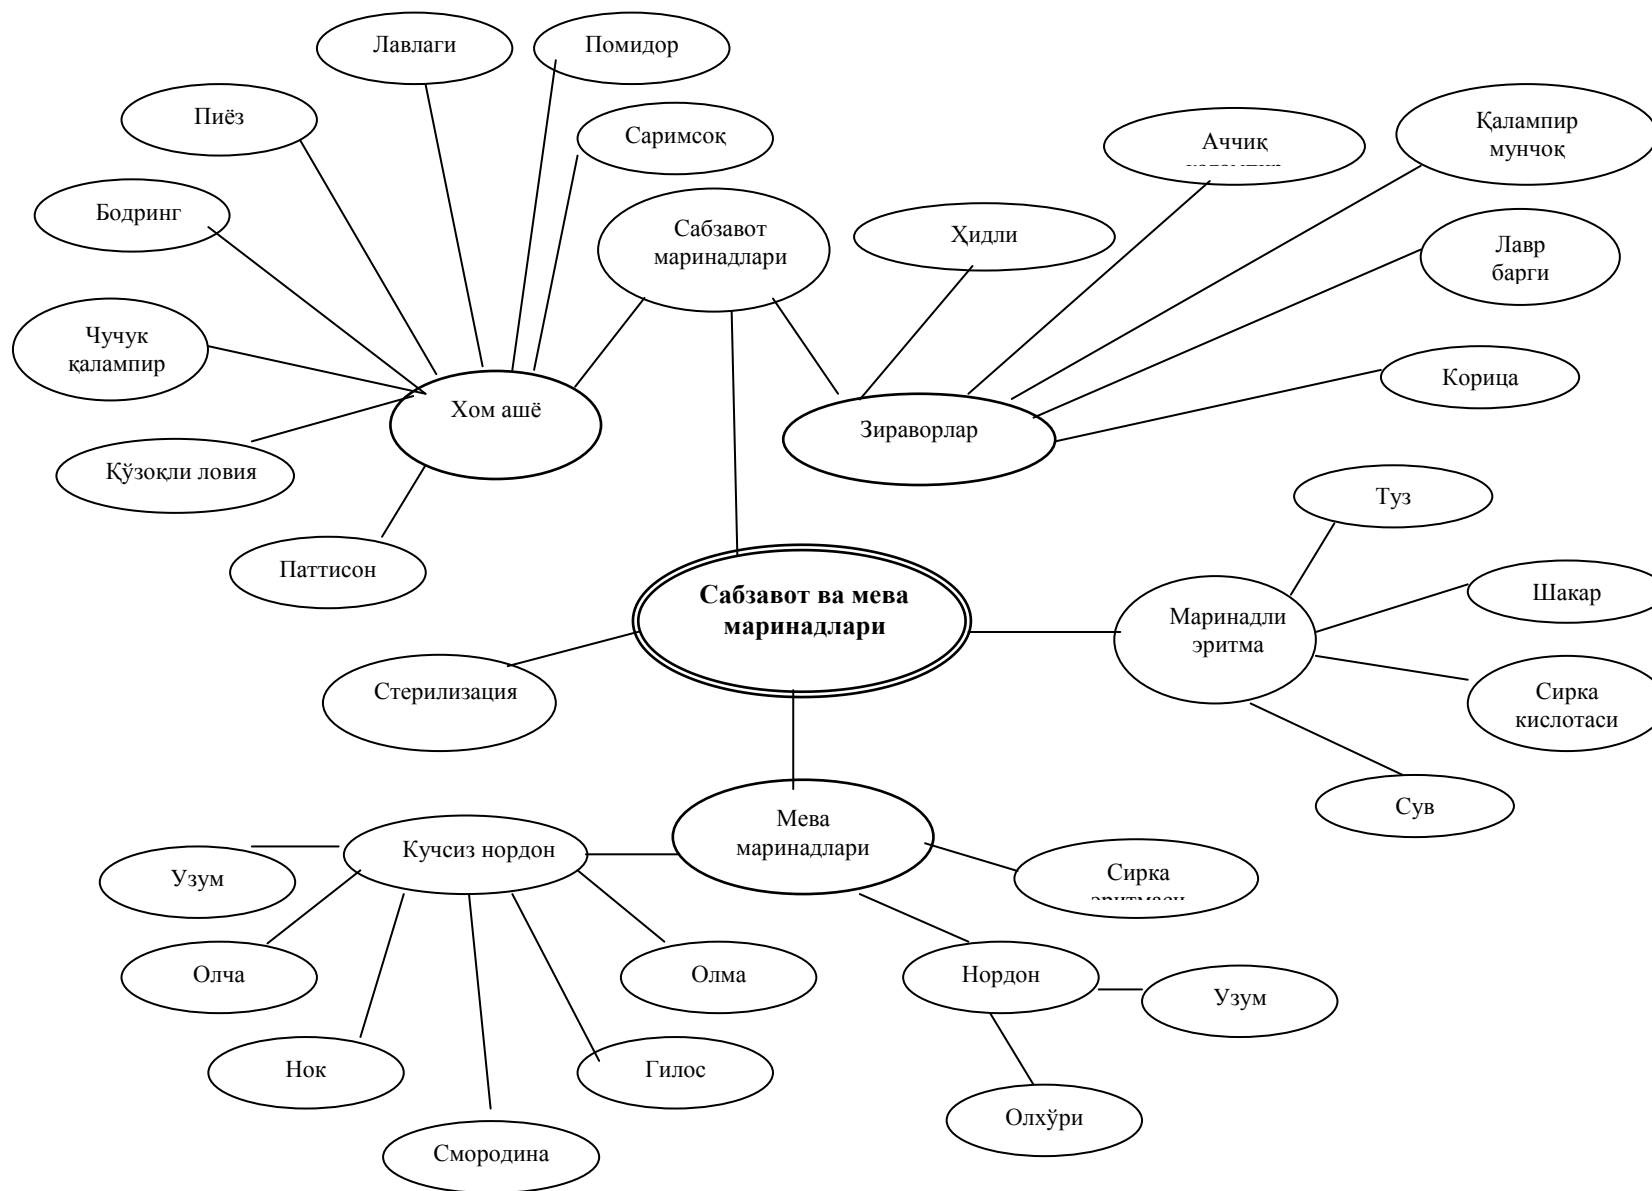 Лавлаги
Помидор
Пиёз
Саримсоқ
Аччиқ
Қалампир
мунчоқ
Бодринг
Сабзавот
маринадлари
Ҳидли
Лавр
барги
Чучук
қалампир
Хом ашё
Зираворлар
Корица
Қўзоқли ловия
Паттисон
Туз
Сабзавот ва мева
маринадлари
Маринадли
эритма
Шакар
Стерилизация
Сирка
кислотаси
Сув
Мева
маринадлари
Кучсиз нордон
Узум
Сирка
эритмаси
Олча
Олма
Нордон
Узум
Нок
Гилос
Олхўри
Смородина